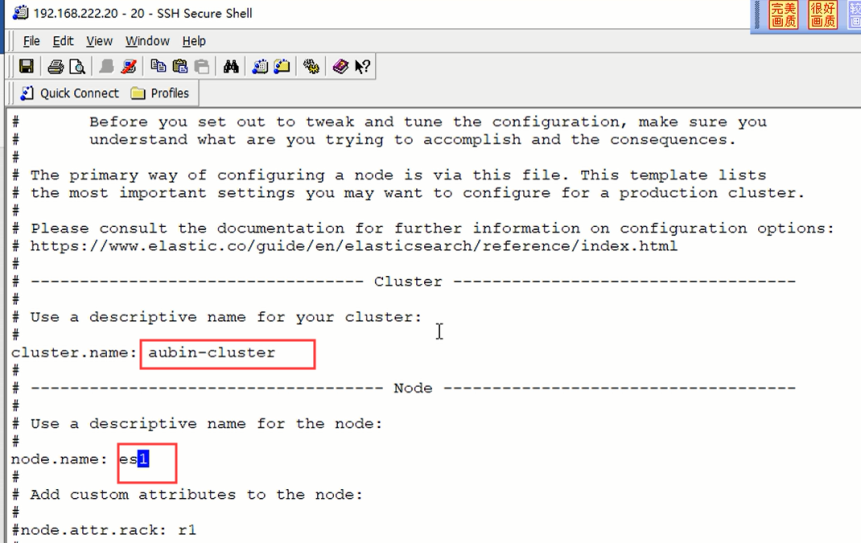 192.168.222.20 - 20 - SSH Secure Shell
完美 很好 较
画质 画质
File Edit View Window Help
Quick Connect Profiles
# Before you set out to tweak and tune the configuration, make sure you
# understand what are you trying to accomplish and the consequences.
#
# The primary way of configuring a node is via this file. This template lists
# the most important settings you may want to configure for a production cluster.
#
# Please consult the documentation for further information on configuration options:
# https://www.elastic.co/guide/en/elasticsearch/reference/index.html
#
# ---------------------------------- Cluster -----------------------------------
#
# Use a descriptive name for your cluster:
#
cluster.name: aubin-cluster
#
# ------------------------------------ Node ------------------------------------
#
# Use a descriptive name for the node:
#
node.name: es1
#
# Add custom attributes to the node:
#
#node.attr.rack: r1